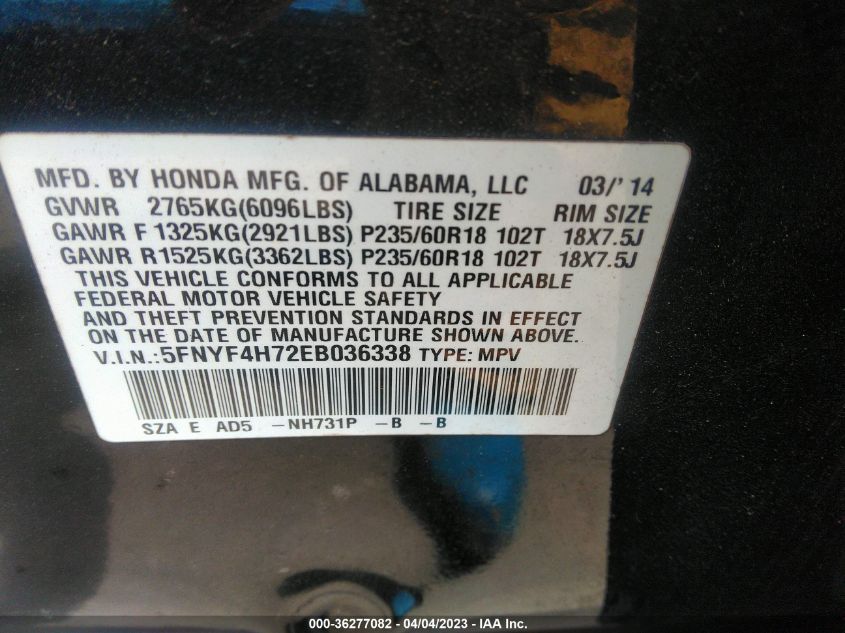 MFD. BY HONDA MFG. OF ALABAMA, LLC 03/' 14
GVWR 2765KG(6096LBS) TIRE SIZE RIM SIZE
GAWR F 1325KG(2921LBS) P235/60R18 102T 18X7.5J
GAWR R1525KG(3362LBS) P235/60R18 102T 18X7.5J
THIS VEHICLE CONFORMS TO ALL APPLICABLE
FEDERAL MOTOR VEHICLE SAFETY
AND THEFT PREVENTION STANDARDS IN EFFECT
ON THE DATE OF MANUFACTURE SHOWN ABOVE.
V.I.N.:5FNYF4H72EB036338 TYPE: MPV
SZA E AD5 -NH731P -B -B
000-36277082 - 04/04/2023 - IAA Inc.